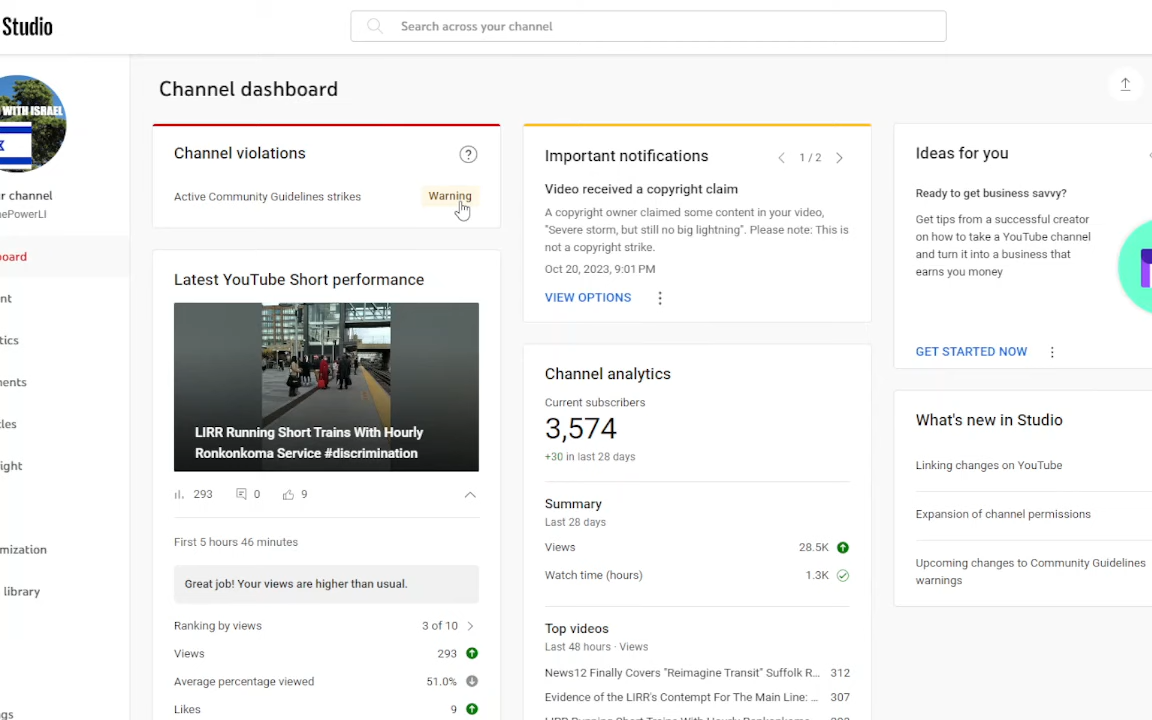 Studio
Search across your channel
WITH ISRAEL
Channel dashboard
Channel violations
?
Active Community Guidelines strikes
Warning
Latest YouTube Short performance
LIRR Running Short Trains With Hourly
Ronkonkoma Service #discrimination
293
0
9
First 5 hours 46 minutes
Great job! Your views are higher than usual.
Ranking by views
3 of 10
Views
293
Average percentage viewed
51.0%
Likes
9
Important notifications
1 / 2
Video received a copyright claim
A copyright owner claimed some content in your video,
"Severe storm, but still no big lightning". Please note: This is
not a copyright strike.
Oct 20, 2023, 9:01 PM
VIEW OPTIONS
Channel analytics
Current subscribers
3,574
+30 in last 28 days
Summary
Last 28 days
Views
28.5K
Watch time (hours)
1.3K
Top videos
Last 48 hours · Views
News12 Finally Covers "Reimagine Transit" Suffolk R...
312
Evidence of the LIRR's Contempt For The Main Line: ...
307
Ideas for you
Ready to get business savvy?
Get tips from a successful creator
on how to take a YouTube channel
and turn it into a business that
earns you money
GET STARTED NOW
What's new in Studio
Linking changes on YouTube
Expansion of channel permissions
Upcoming changes to Community Guidelines
warnings
r channel
ePowerLI
oard
nt
tics
nents
les
ight
mization
library
gs